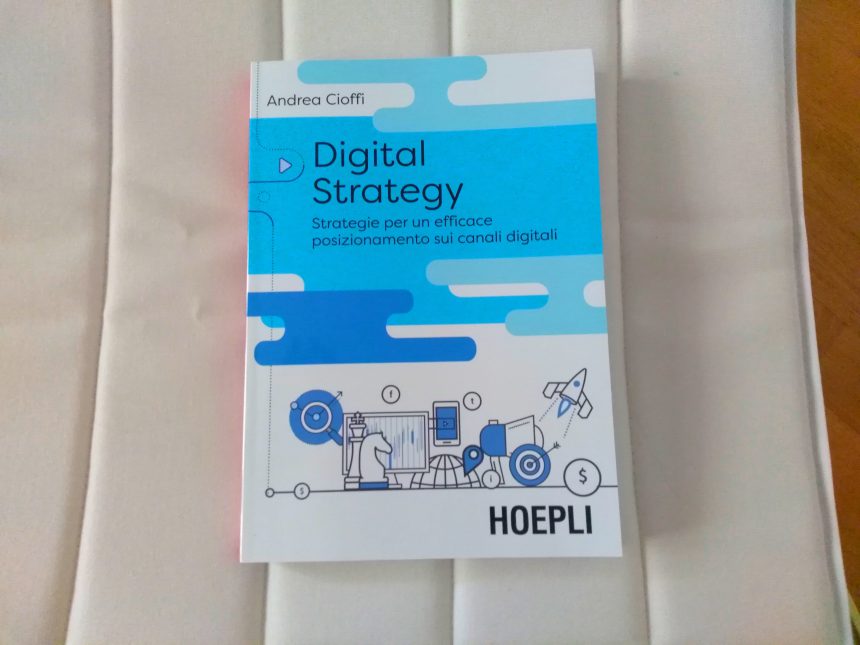 Andrea Cioffi
Digital
Strategy
Strategie per un efficace
posizionamento sui canali digitali
f
t
i
$
$
HOEPLI